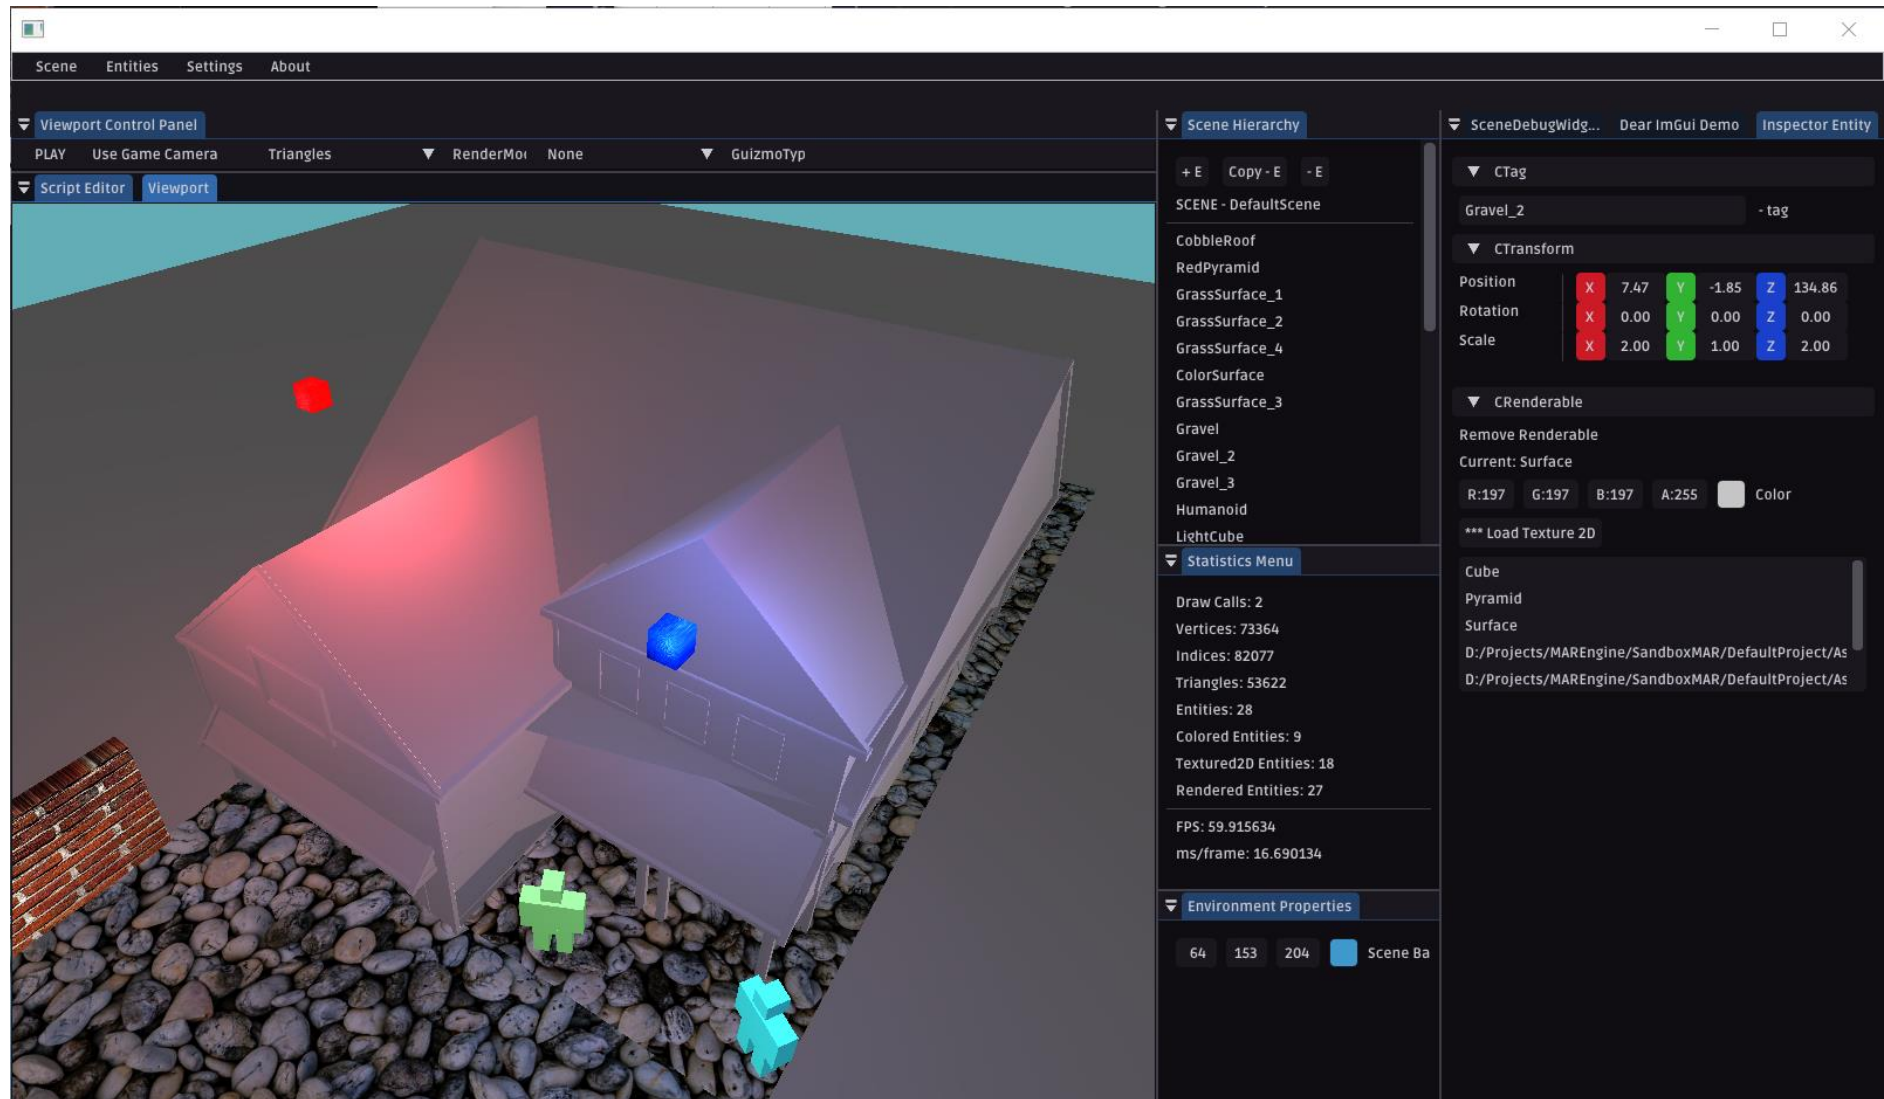 Scene Entities Settings About
Viewport Control Panel
PLAY Use Game Camera Triangles RenderMo None GuizmoTyp
Script Editor Viewport
Scene Hierarchy
+ E Copy - E - E
SCENE - DefaultScene
CobbleRoof
RedPyramid
GrassSurface_1
GrassSurface_2
GrassSurface_4
ColorSurface
GrassSurface_3
Gravel
Gravel_2
Gravel_3
Humanoid
LightCube
Statistics Menu
Draw Calls: 2
Vertices: 73364
Indices: 82077
Triangles: 53622
Entities: 28
Colored Entities: 9
Textured2D Entities: 18
Rendered Entities: 27
FPS: 59.915634
ms/frame: 16.690134
Environment Properties
64 153 204 Scene Ba
SceneDebugWidg... Dear ImGui Demo Inspector Entity
CTag
Gravel_2 - tag
CTransform
Position X 7.47 Y -1.85 Z 134.86
Rotation X 0.00 Y 0.00 Z 0.00
Scale X 2.00 Y 1.00 Z 2.00
CRenderable
Remove Renderable
Current: Surface
R:197 G:197 B:197 A:255 Color
*** Load Texture 2D
Cube
Pyramid
Surface
D:/Projects/MAREngine/SandboxMAR/DefaultProject/As
D:/Projects/MAREngine/SandboxMAR/DefaultProject/As